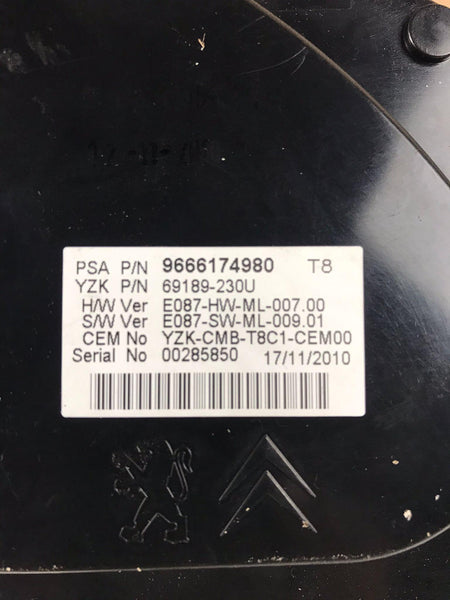 PSA P/N 9666174980 T8
YZK P/N 69189-230U
H/W Ver E087-HW-ML-007.00
S/W Ver E087-SW-ML-009.01
CEM No YZK-CMB-T8C1-CEM00
Serial No 00285850 17/11/2010